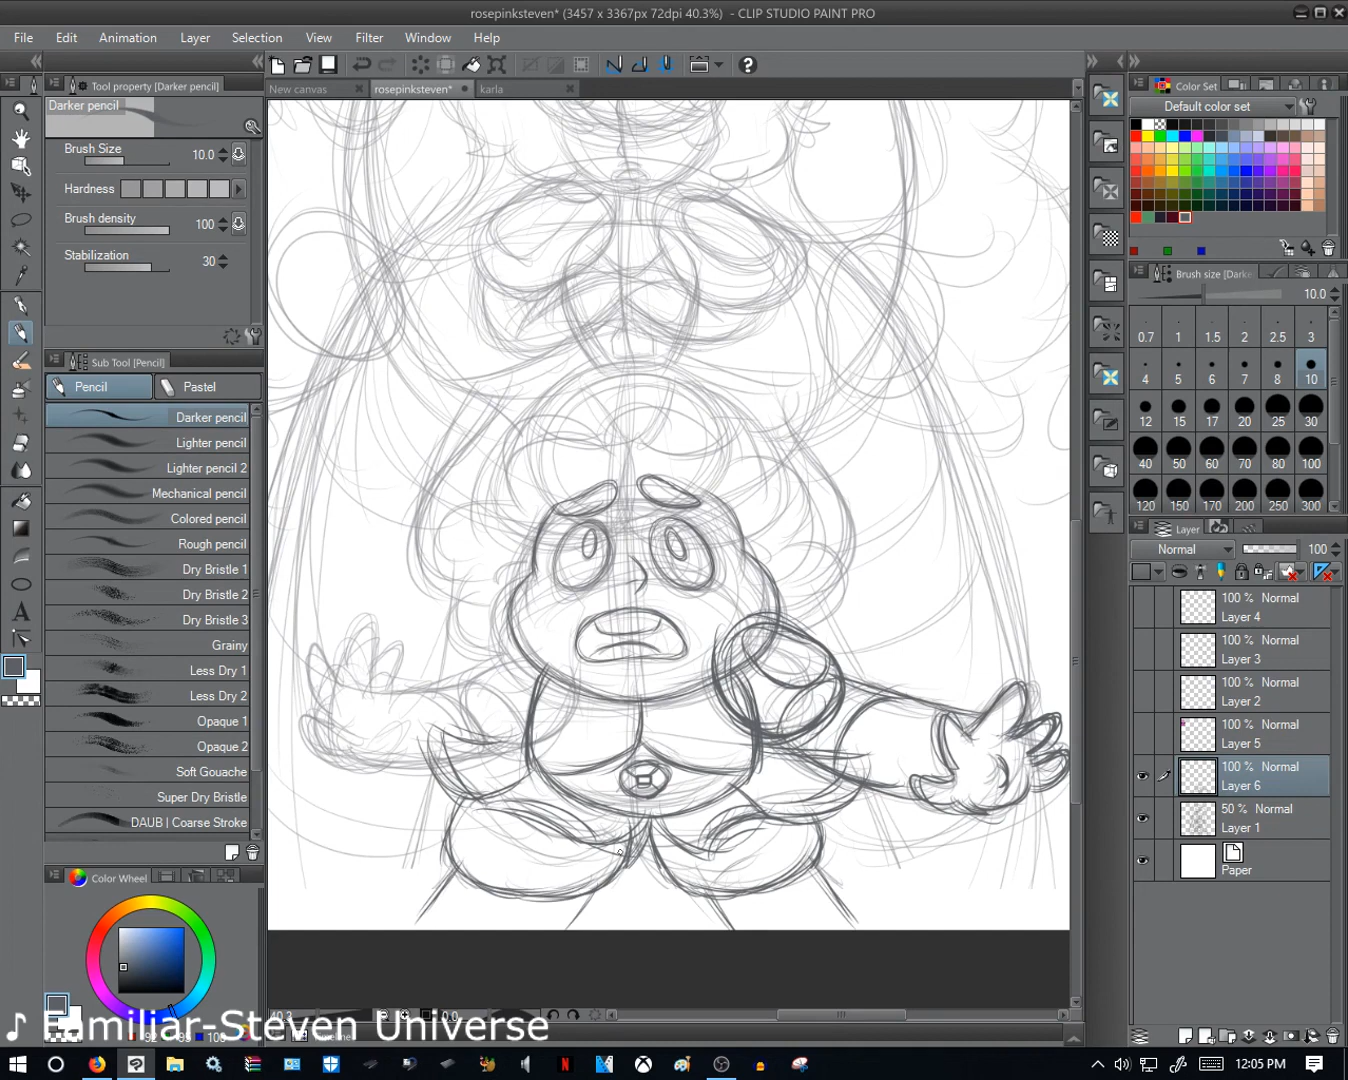 rosepinksteven* (3457 x 3367px 72dpi 40.3%)  - CLIP STUDIO PAINT PRO
File Edit Animation Layer Selection View Filter Window Help
Tool property [Darker pencil]
New canvas rosepinksteven* karla
Color Set
Darker pencil
Default color set
Brush Size 10.0
Hardness
Brush density 100
Stabilization 30
Brush size [Darke
10.0
0.7 1 1.5 2 2.5 3
4 5 6 7 8 10
12 15 17 20 25 30
40 50 60 70 80 100
120 150 170 200 250 300
Sub Tool [Pencil]
Pencil Pastel
Darker pencil
Lighter pencil
Lighter pencil 2
Mechanical pencil
Colored pencil
Rough pencil
Dry Bristle 1
Dry Bristle 2
Dry Bristle 3
Grainy
Less Dry 1
Less Dry 2
Opaque 1
Opaque 2
Soft Gouache
Super Dry Bristle
DAUB | Coarse Stroke
Layer
Normal 100
100 % Normal
Layer 4
100 % Normal
Layer 3
100 % Normal
Layer 2
100 % Normal
Layer 5
100 % Normal
Layer 6
50 % Normal
Layer 1
Paper
Color Wheel
♪ Familiar-Steven Universe
12:05 PM